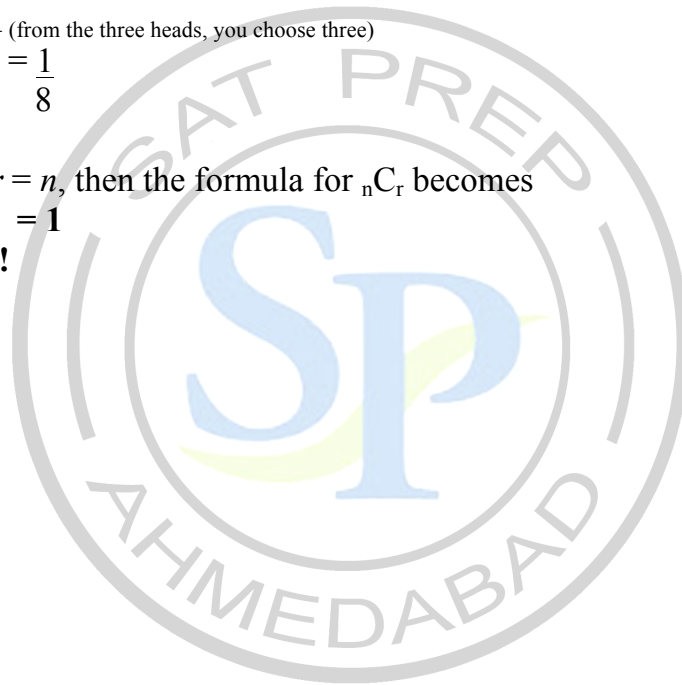 (from the three heads, you choose three)
= 1
8
= n, then the formula for nCr becomes
= 1
!
SAT PREP
SP
AHMEDABAD